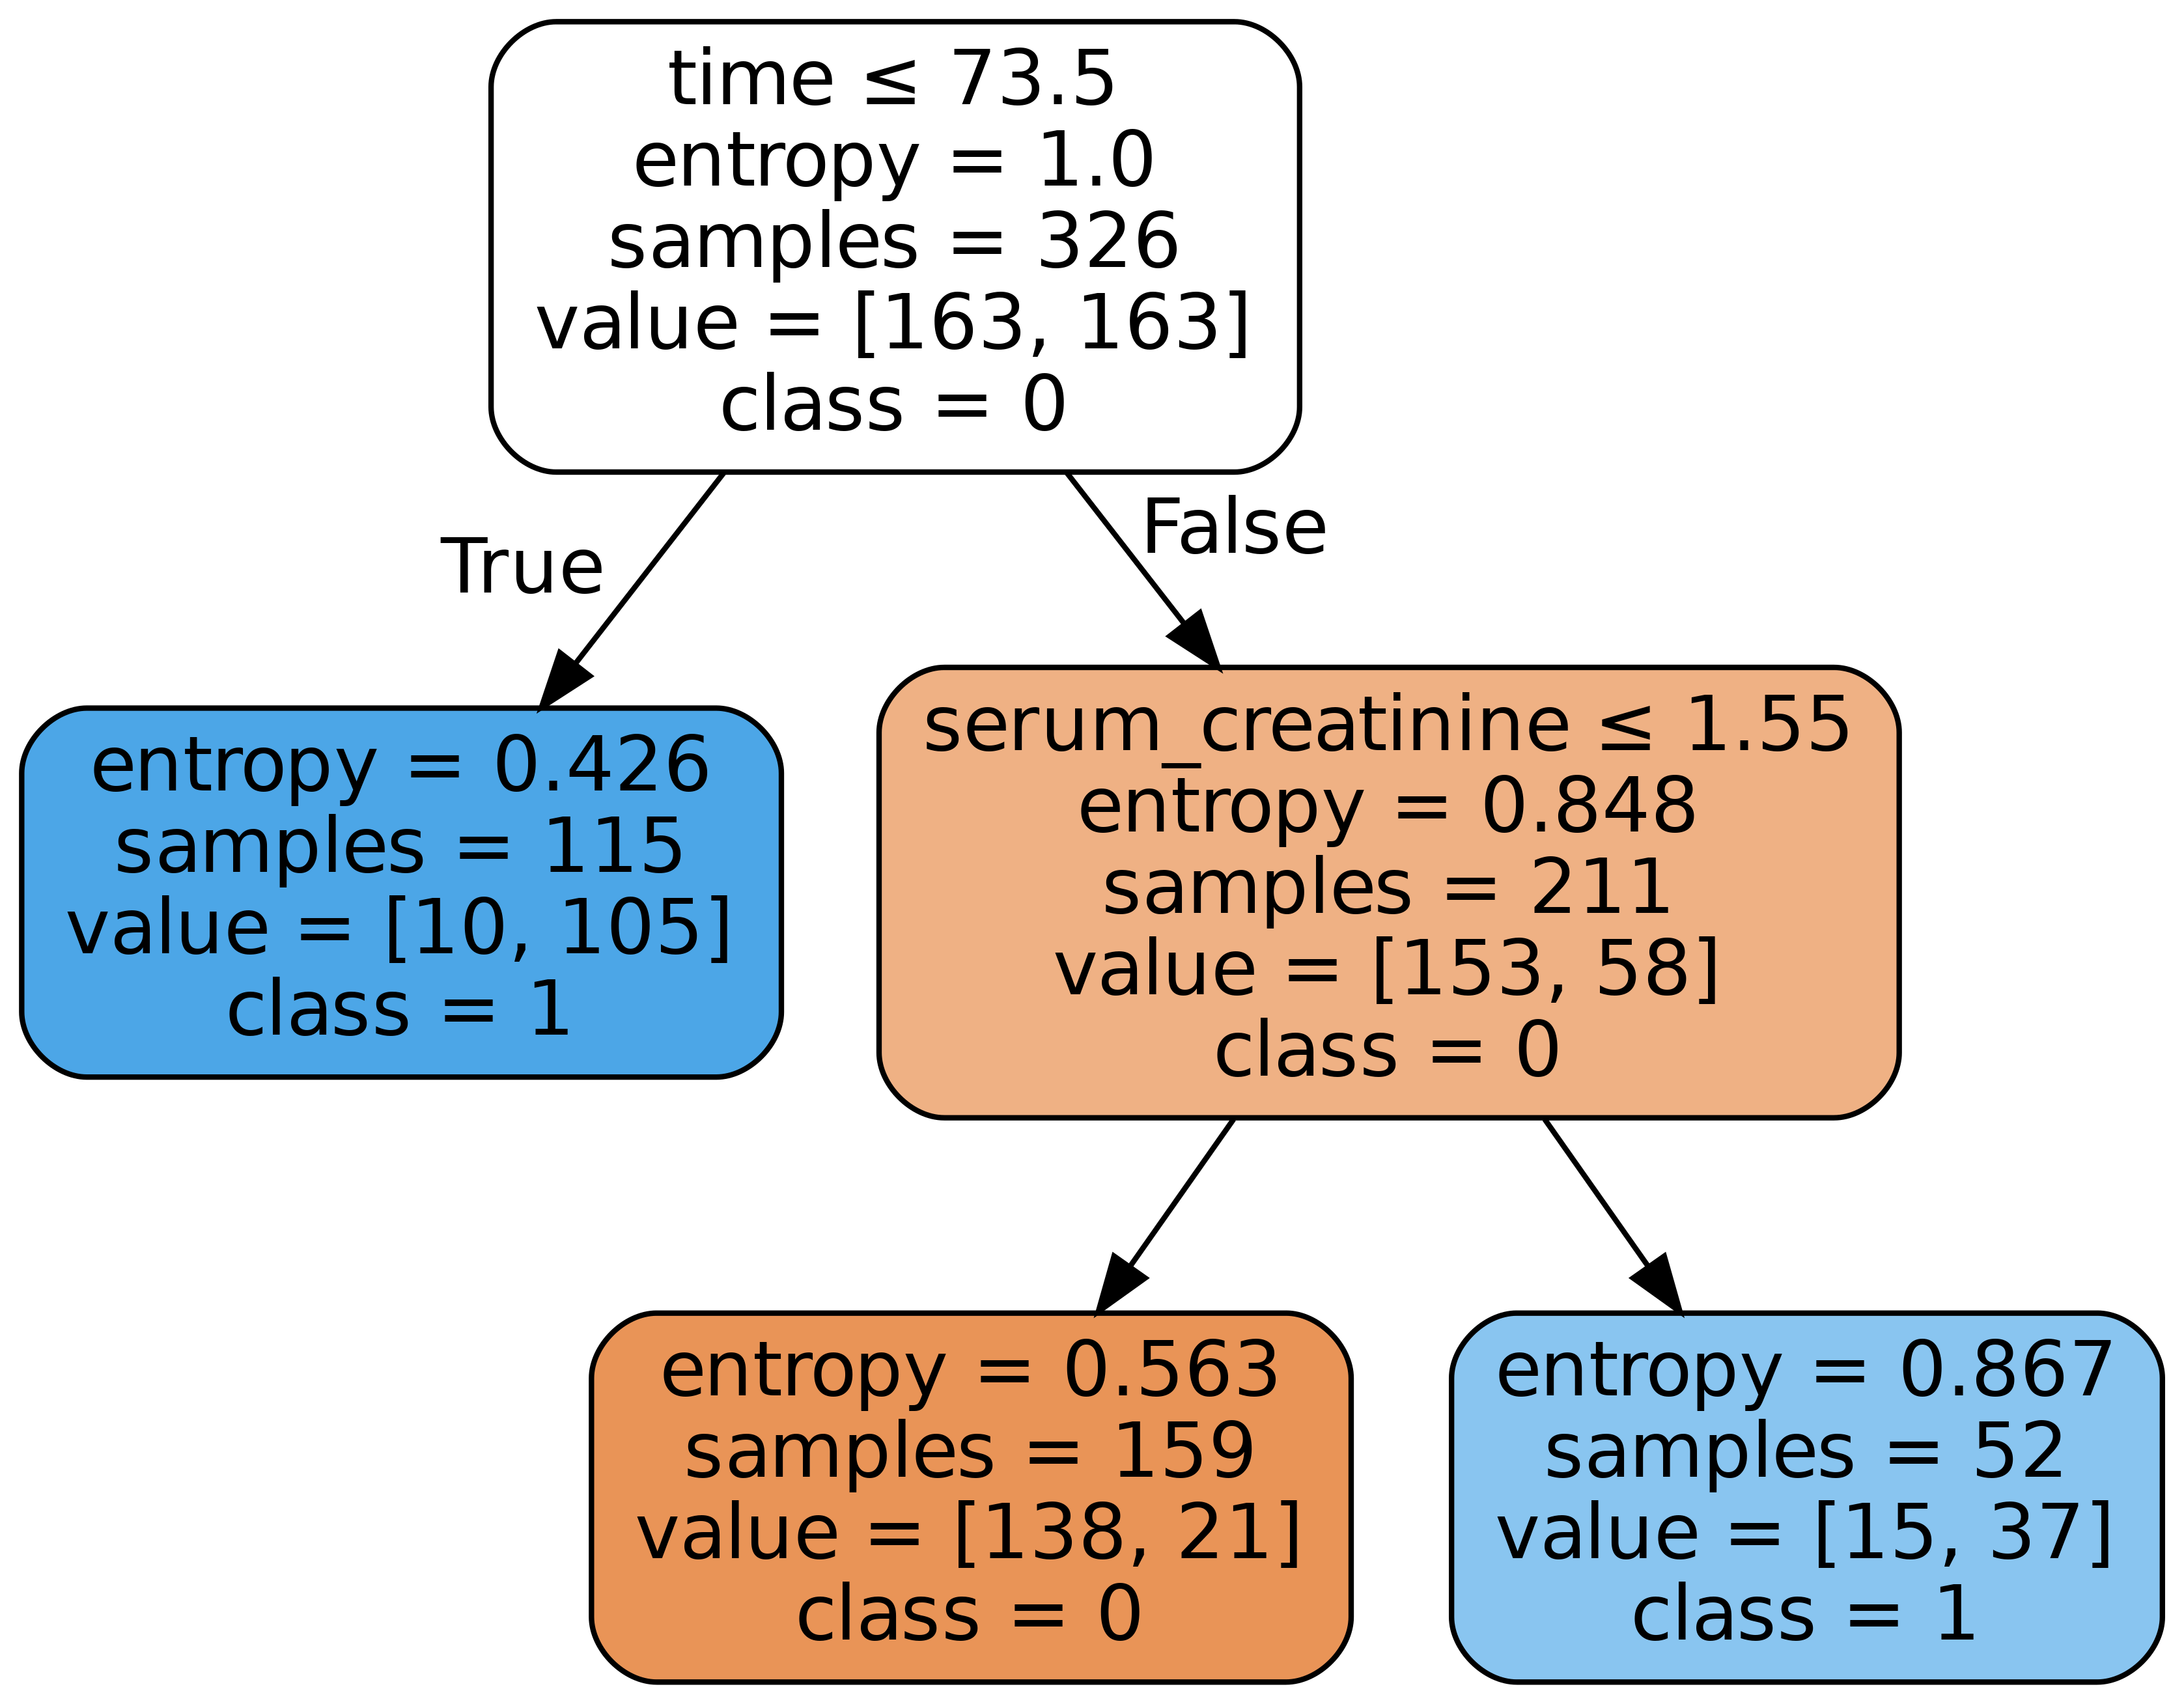 time ≤ 73.5
entropy = 1.0
samples = 326
value = [163, 163]
class = 0
True
False
entropy = 0.426
samples = 115
value = [10, 105]
class = 1
serum_creatinine ≤ 1.55
entropy = 0.848
samples = 211
value = [153, 58]
class = 0
entropy = 0.563
samples = 159
value = [138, 21]
class = 0
entropy = 0.867
samples = 52
value = [15, 37]
class = 1